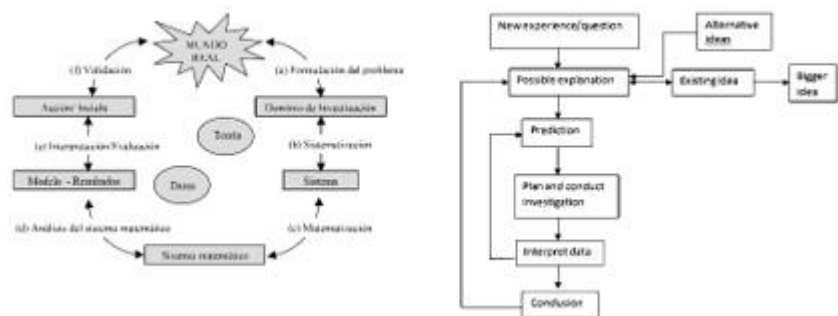 MUNDO
REAL
(f) Validación
(a) Formulación del problema
Acción/ Insight
Dominio de Investigación
Teoría
(e) Interpretación/Evaluación
(b) Sistematización
Modelo - Resultados
Datos
Sistema
(d) Análisis del sistema matemático
(c) Matematización
Sistema matemático
New experience/question
Alternative
ideas
Possible explanation
Existing idea
Bigger
idea
Prediction
Plan and conduct
investigation
Interpret data
Conclusion